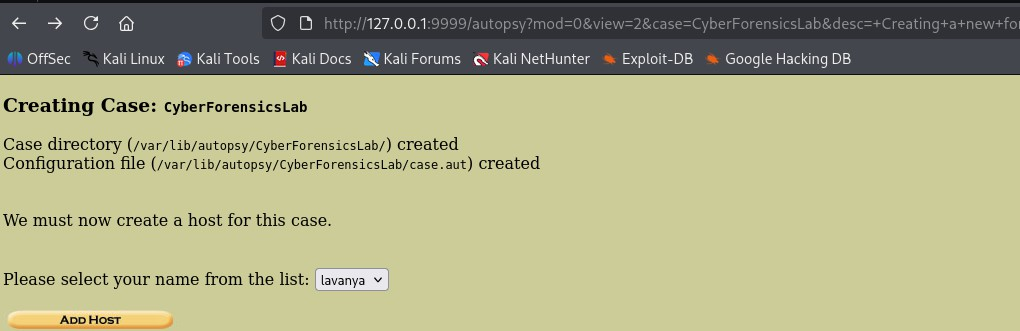 http://127.0.0.1:9999/autopsy?mod=0&view=2&case=CyberForensicsLab&desc=+Creating+a+new+fo
OffSec Kali Linux Kali Tools Kali Docs Kali Forums Kali NetHunter Exploit-DB Google Hacking DB
Creating Case: CyberForensicsLab
Case directory (/var/lib/autopsy/CyberForensicsLab/) created
Configuration file (/var/lib/autopsy/CyberForensicsLab/case.aut) created
We must now create a host for this case.
Please select your name from the list: lavanya
ADD HOST